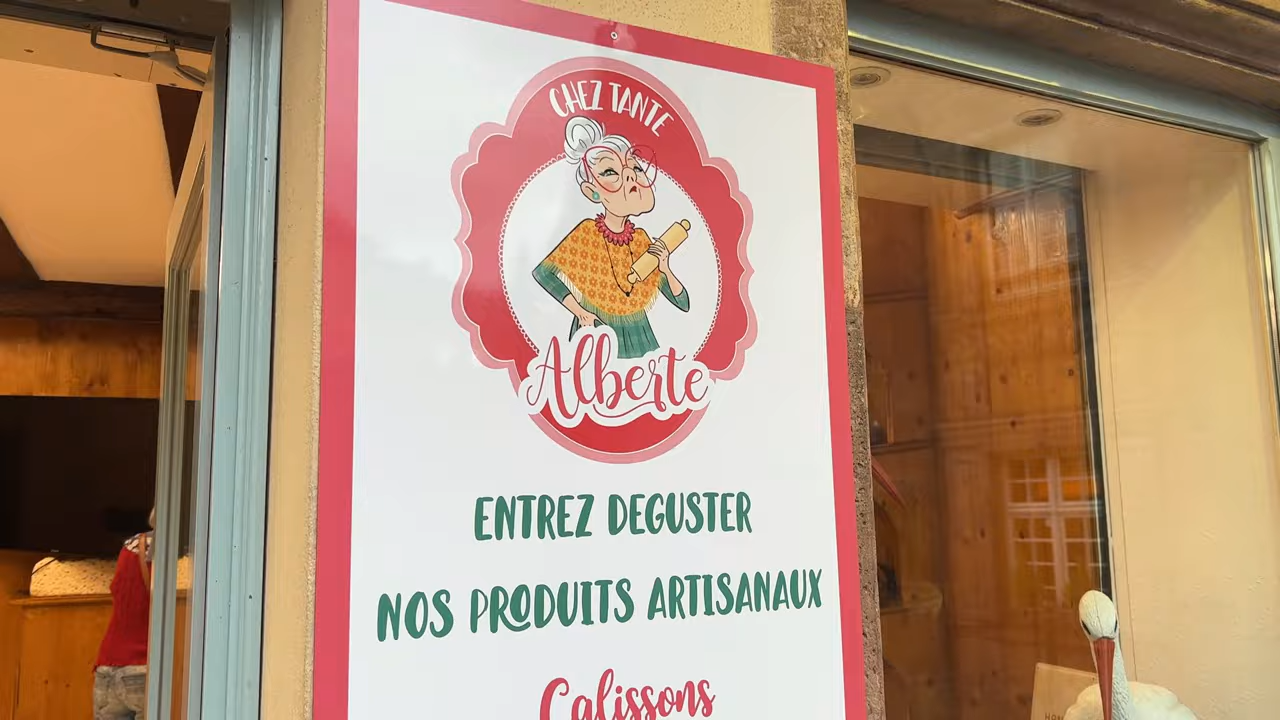 CHEZ TANTE
Alberte
ENTREZ DEGUSTER
NOS PRODUITS ARTISANAUX
Calissons